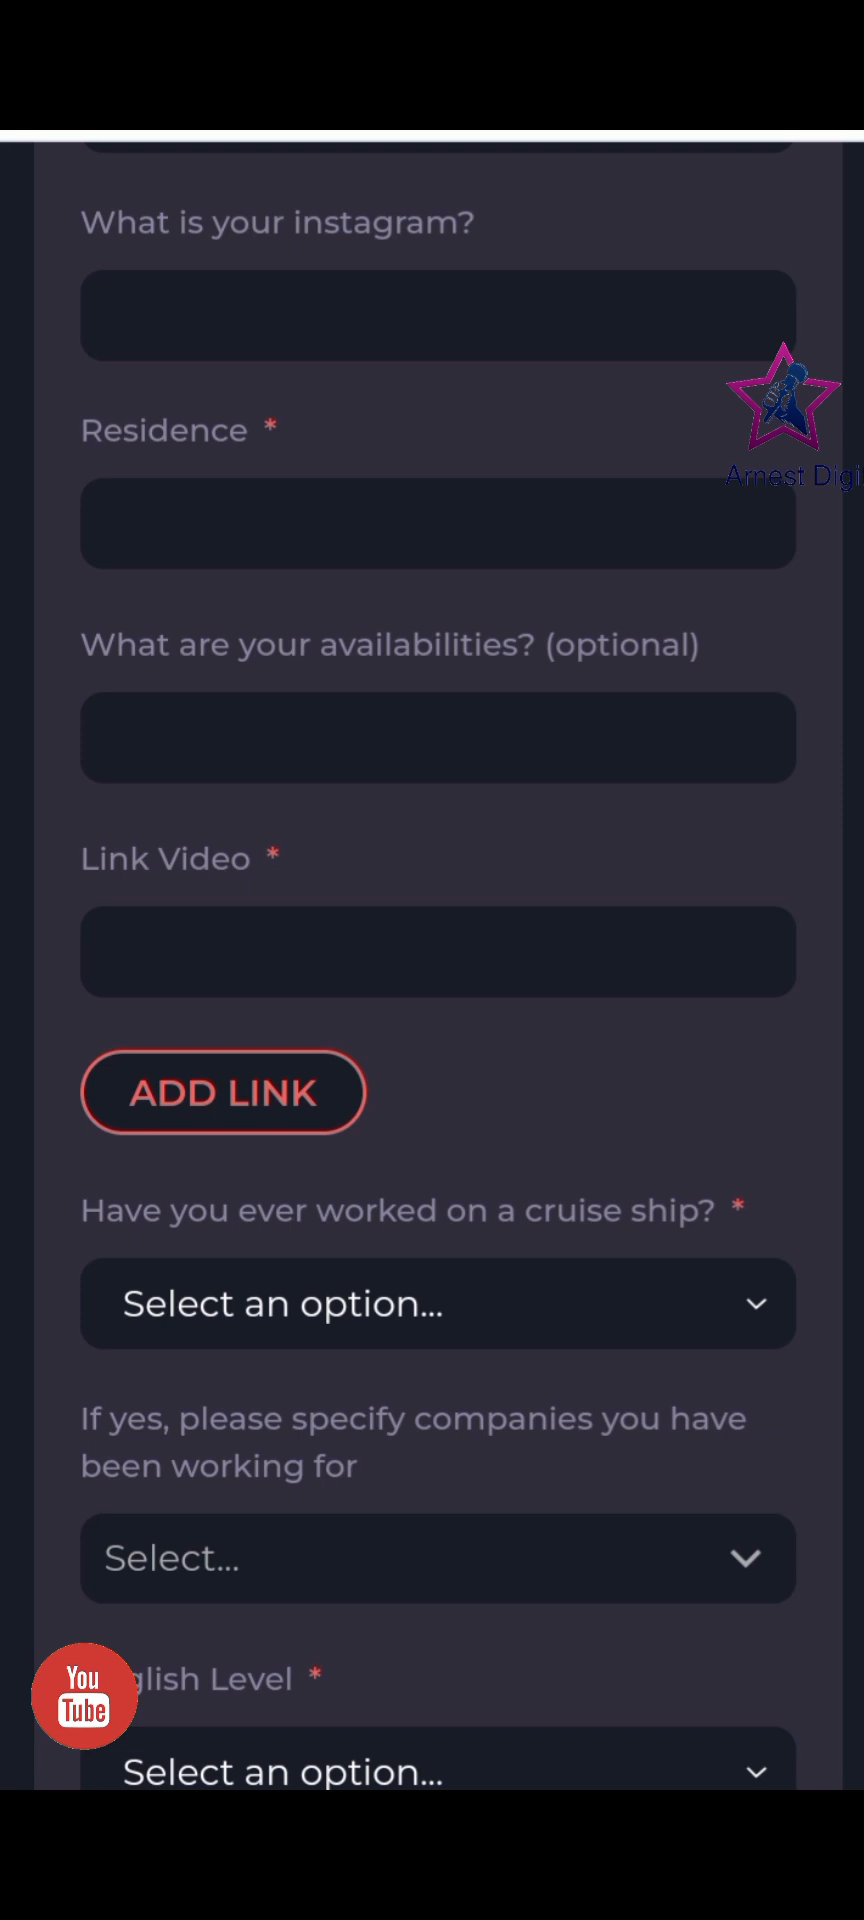 What is your instagram?
Residence *
Arnest Digi
What are your availabilities? (optional)
Link Video *
ADD LINK
Have you ever worked on a cruise ship? *
Select an option...
If yes, please specify companies you have
been working for
Select...
glish Level *
You
Tube
Select an option...